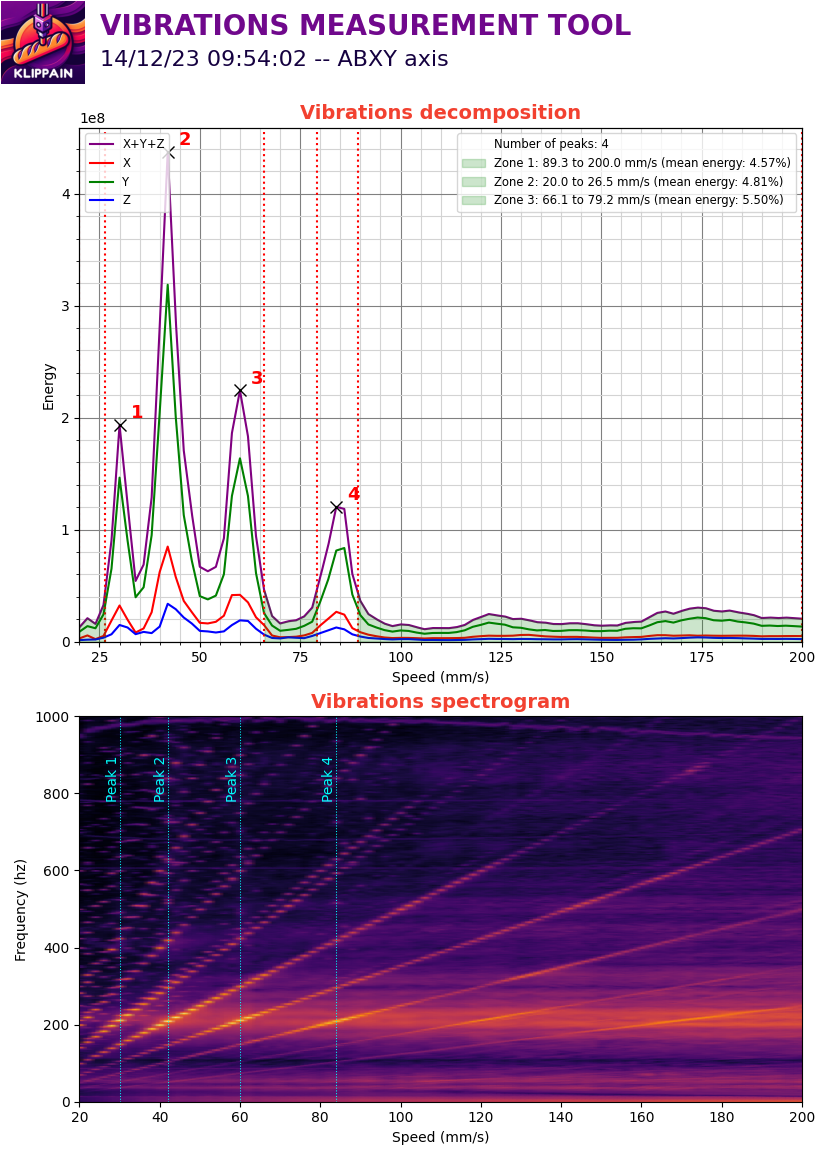 KLIPPAIN
VIBRATIONS MEASUREMENT TOOL
14/12/23 09:54:02 -- ABXY axis
Vibrations decomposition
1e8
X+Y+Z
X
Y
Z
Number of peaks: 4
Zone 1: 89.3 to 200.0 mm/s (mean energy: 4.57%)
Zone 2: 20.0 to 26.5 mm/s (mean energy: 4.81%)
Zone 3: 66.1 to 79.2 mm/s (mean energy: 5.50%)
1
2
3
4
Energy
4
3
2
1
0
25 50 75 100 125 150 175 200
Speed (mm/s)
Vibrations spectrogram
Peak 1
Peak 2
Peak 3
Peak 4
Frequency (hz)
1000
800
600
400
200
0
20 40 60 80 100 120 140 160 180 200
Speed (mm/s)